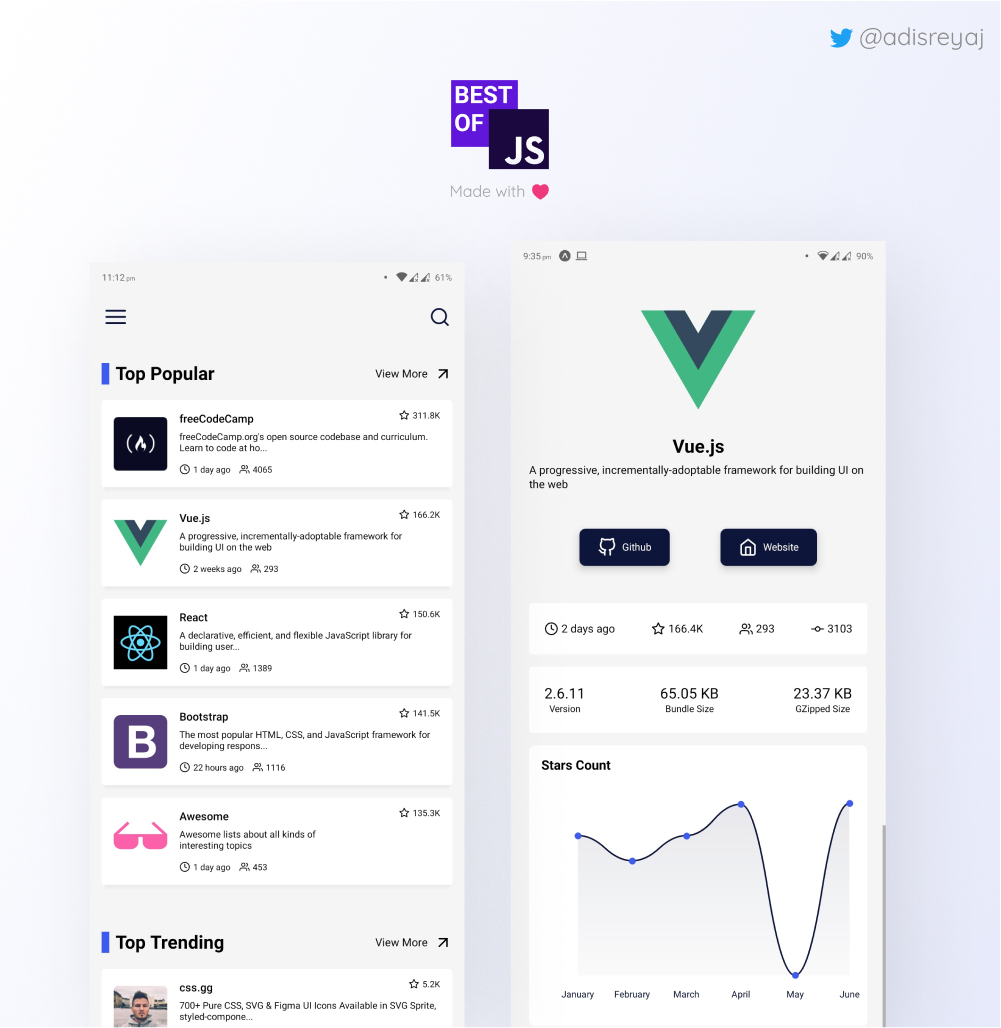 @adisreyaj
BEST
OF
JS
Made with
11:12 pm
61%
Top Popular
View More
freeCodeCamp
311.8K
freeCodeCamp.org's open source codebase and curriculum.
Learn to code at ho...
1 day ago
4065
Vue.js
166.2K
A progressive, incrementally-adoptable framework for
building UI on the web
2 weeks ago
293
React
150.6K
A declarative, efficient, and flexible JavaScript library for
building user...
1 day ago
1389
B
Bootstrap
141.5K
The most popular HTML, CSS, and JavaScript framework for
developing respons...
22 hours ago
1116
Awesome
135.3K
Awesome lists about all kinds of
interesting topics
1 day ago
453
Top Trending
View More
css.gg
5.2K
700+ Pure CSS, SVG & Figma UI Icons Available in SVG Sprite,
styled-compone...
9:35 pm
90%
Vue.js
A progressive, incrementally-adoptable framework for building UI on
the web
Github
Website
2 days ago
166.4K
293
3103
2.6.11
Version
65.05 KB
Bundle Size
23.37 KB
GZipped Size
Stars Count
January
February
March
April
May
June